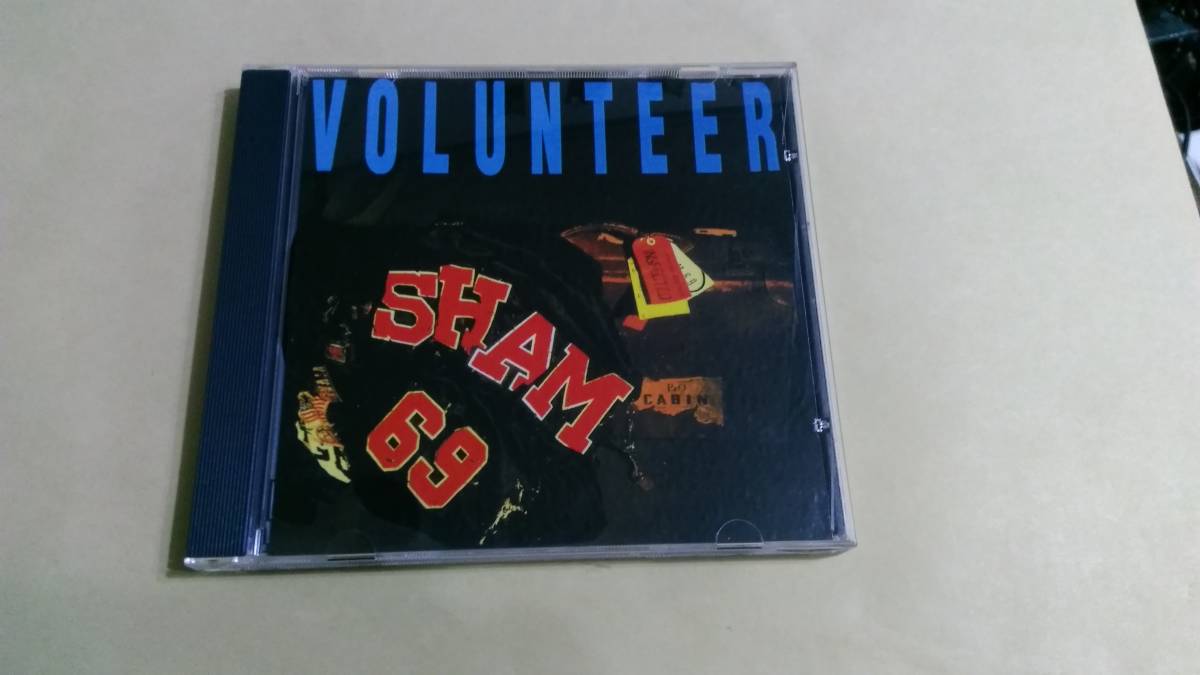 VOLUNTEER
SHAM
69
CABIN